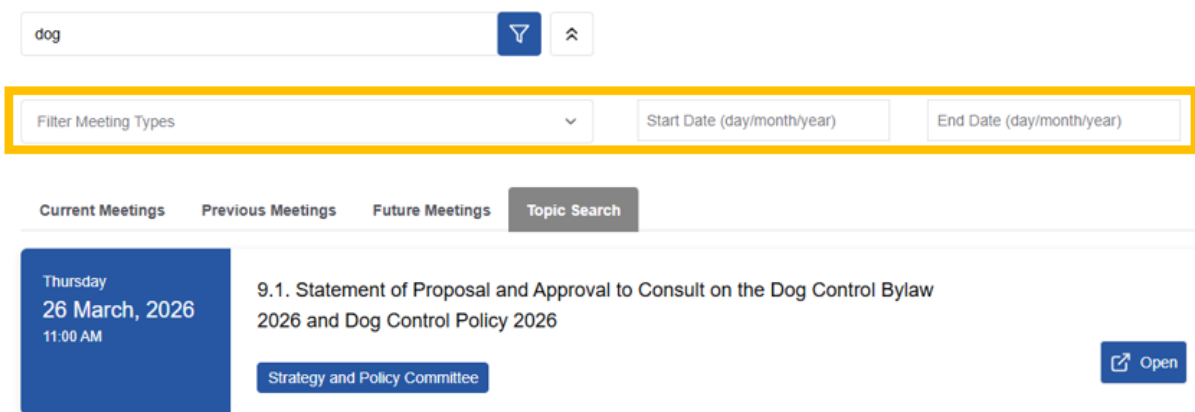 dog
Filter Meeting Types
Start Date (day/month/year)
End Date (day/month/year)
Current Meetings
Previous Meetings
Future Meetings
Topic Search
Thursday
26 March, 2026
11:00 AM
9.1. Statement of Proposal and Approval to Consult on the Dog Control Bylaw
2026 and Dog Control Policy 2026
Strategy and Policy Committee
Open